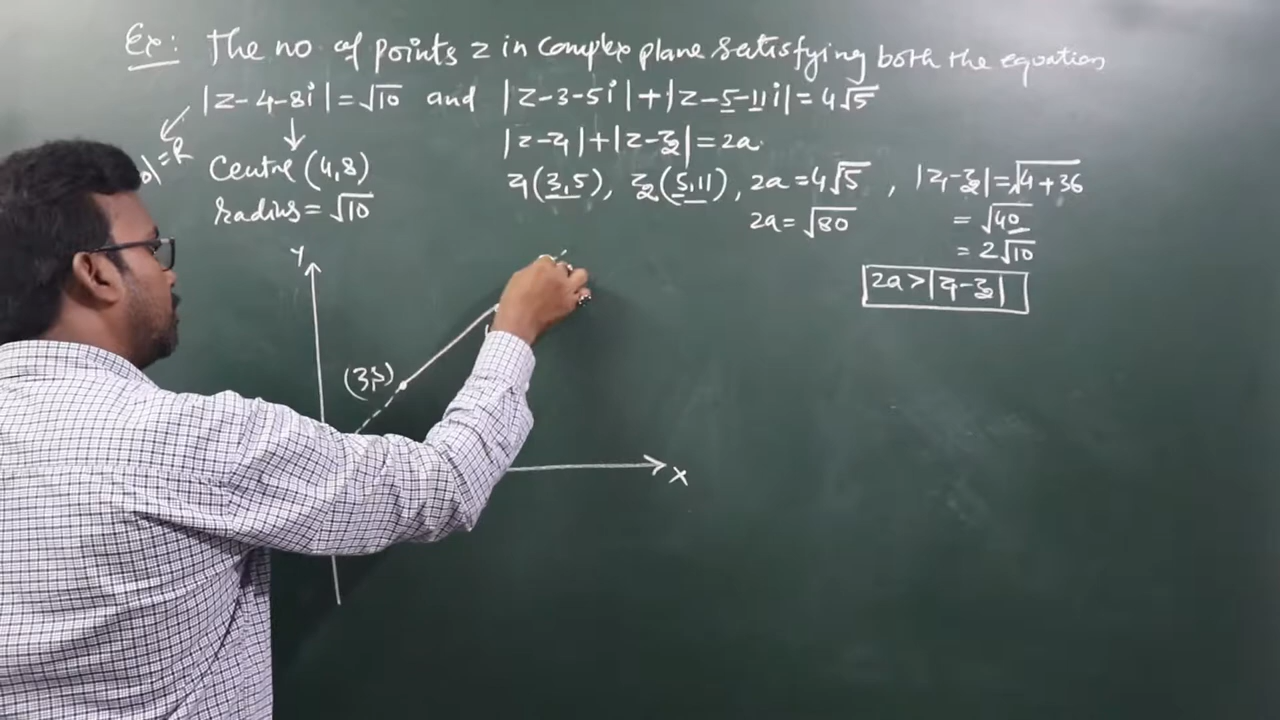 Ex: The no of points z in complex plane satisfying both the equation
|z-4-8i|=√10 and |z-3-5i|+|z-5-11i|=4√5
|z-z1|+|z-z2|=2a
Centre (4,8)
radius=√10
z1(3,5), z2(5,11), 2a=4√5, |z1-z2|=√4+36
2a=√80
=√40
=2√10
2a>|z1-z2|
Y
(3,5)
X